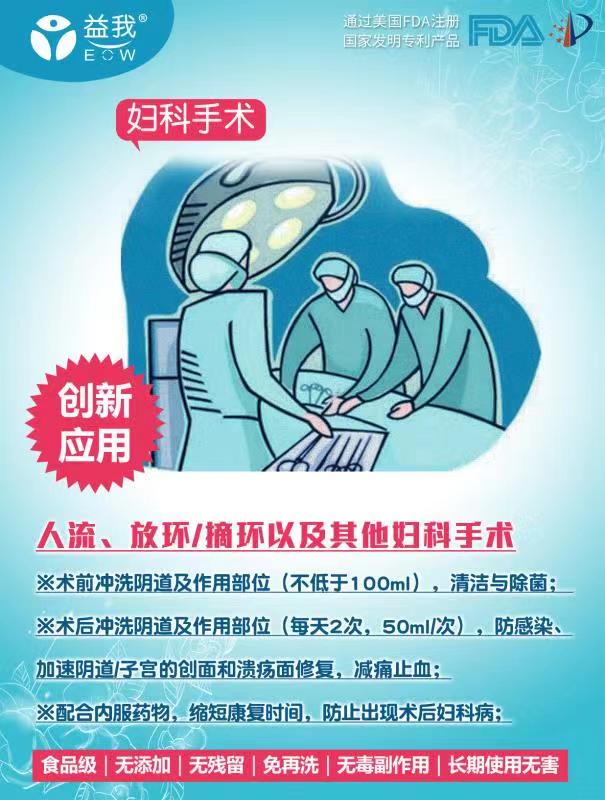 益我®
EOW
通过美国FDA注册
国家发明专利产品
FDA
妇科手术
创新
应用
人流、放环/摘环以及其他妇科手术
※术前冲洗阴道及作用部位（不低于100ml），清洁与除菌；
※术后冲洗阴道及作用部位（每天2次，50ml/次），防感染、
加速阴道/子宫的创面和溃疡面修复，减痛止血；
※配合内服药物，缩短康复时间，防止出现术后妇科病；
食品级｜无添加｜无残留｜免再洗｜无毒副作用｜长期使用无害